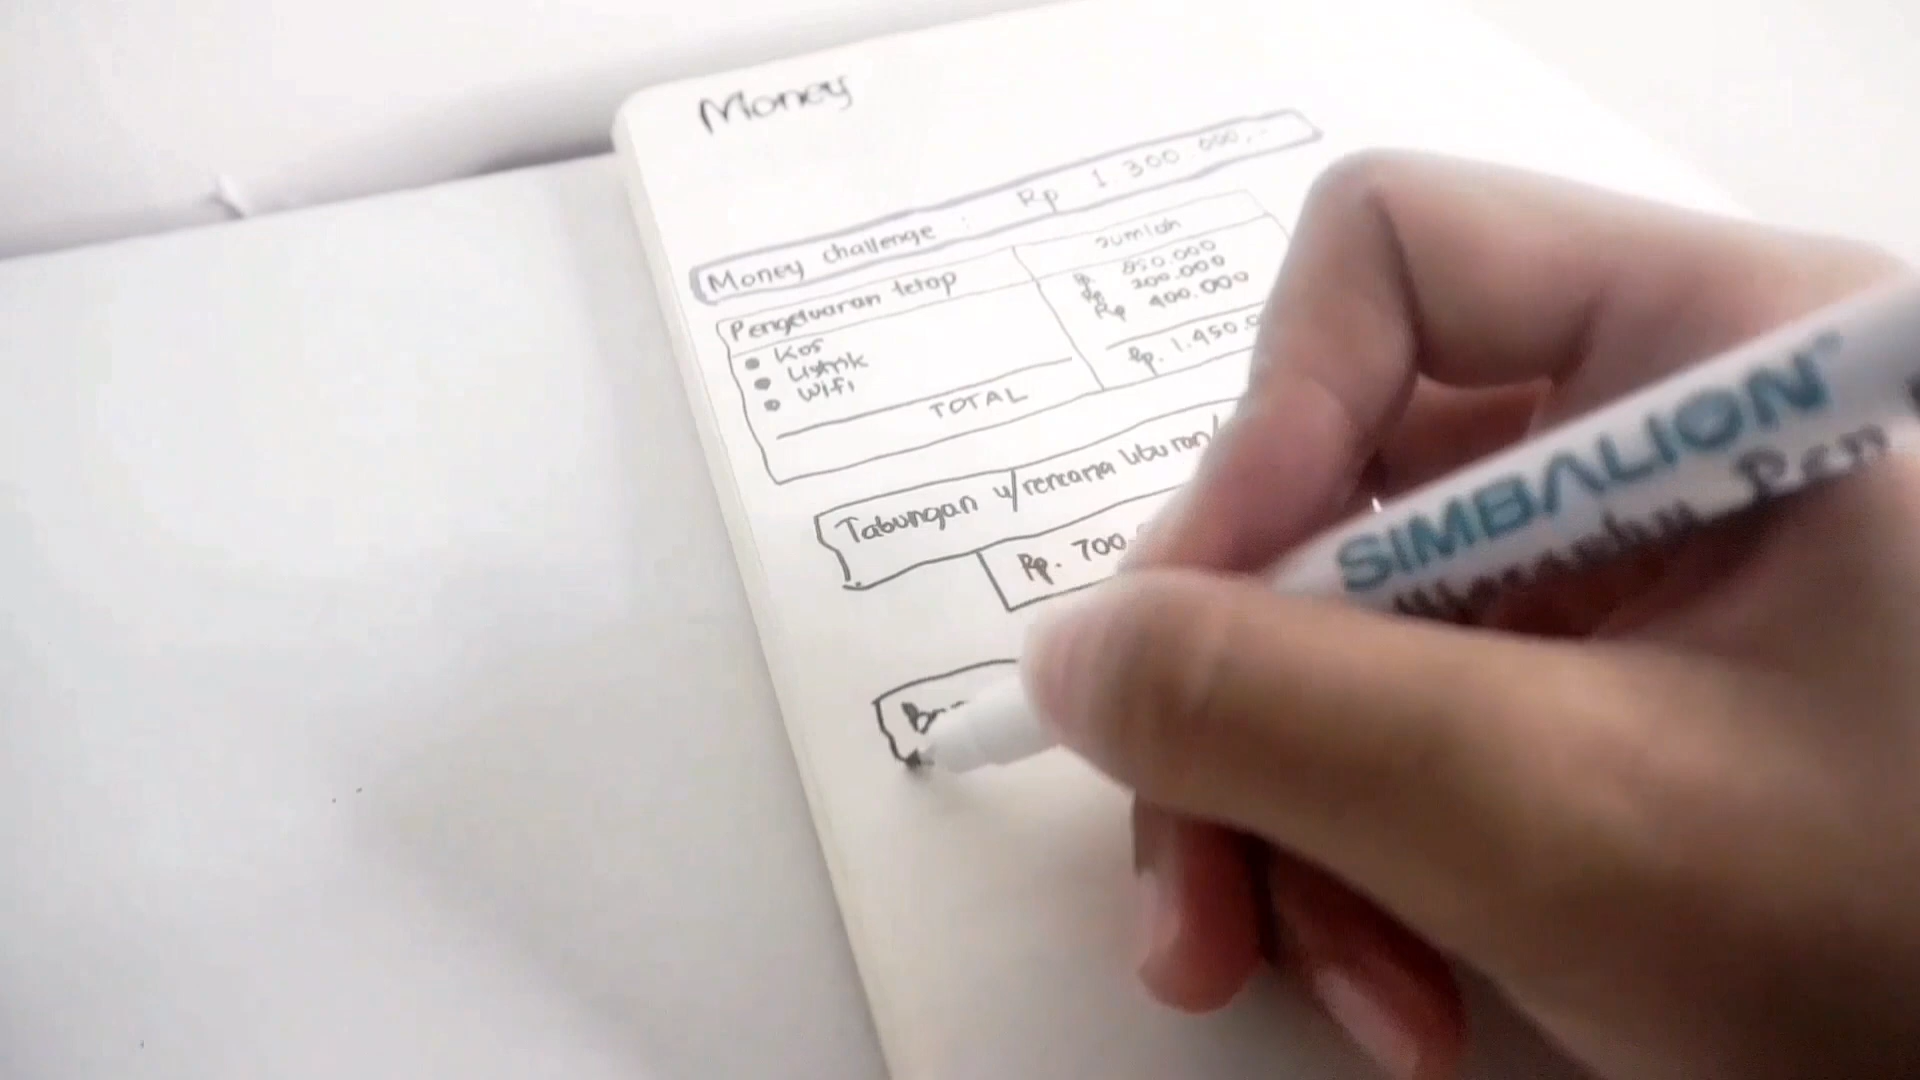 Money
Money challenge : Rp 1.300.000,-
Pengeluaran tetap Jumlah
• Kos Rp. 850.000
• Listrik Rp 200.000
• Wifi Rp 400.000
TOTAL Rp. 1.450.0
Tabungan u/rencana liburan/
Rp. 700.
SIMBALION
Pen